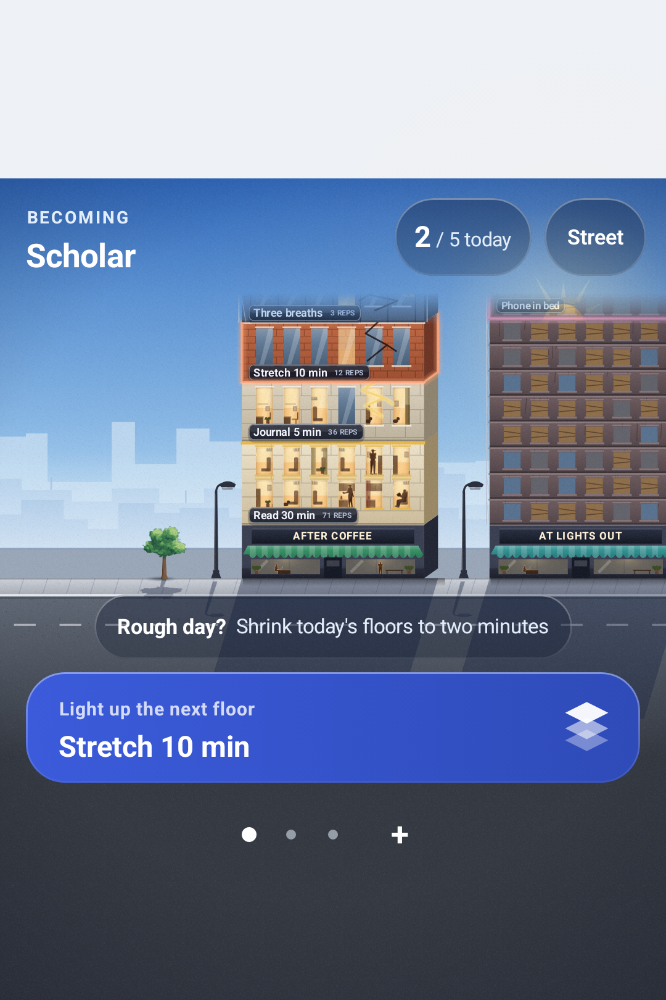 BECOMING
Scholar
2 / 5 today
Street
Three breaths 3 REPS
Phone in bed
Stretch 10 min 12 REPS
Journal 5 min 36 REPS
Read 30 min 71 REPS
AFTER COFFEE
AT LIGHTS OUT
Rough day? Shrink today's floors to two minutes
Light up the next floor
Stretch 10 min